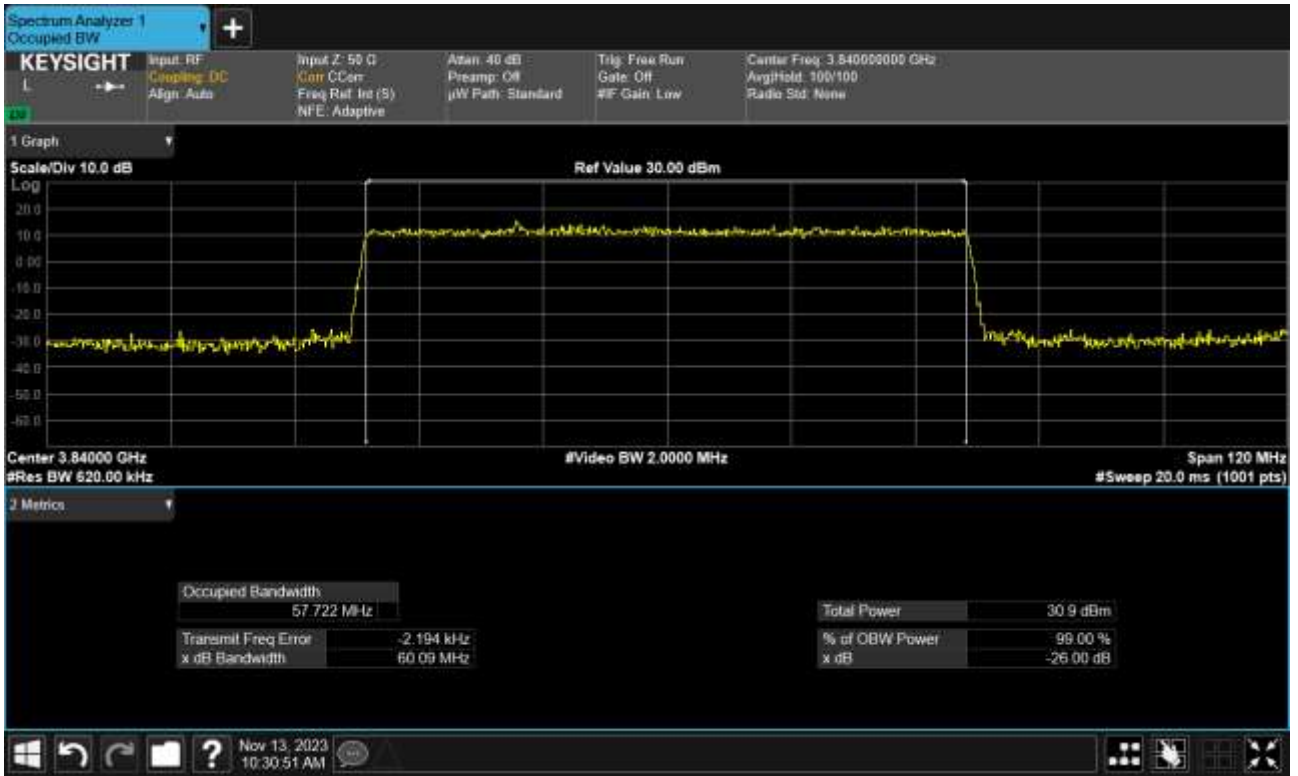 Spectrum Analyzer 1
Occupied BW
KEYSIGHT
L
Input: RF
Coupling: DC
Align: Auto
Input Z: 50 Ω
Corr CCorr
Freq Ref: Int (S)
NFE: Adaptive
Atten: 40 dB
Preamp: Off
µW Path: Standard
Trig: Free Run
Gate: Off
#IF Gain: Low
Center Freq: 3.840000000 GHz
Avg|Hold: 100/100
Radio Std: None
1 Graph
Scale/Div 10.0 dB
Ref Value 30.00 dBm
Log
20.0
10.0
0.00
-10.0
-20.0
-30.0
-40.0
-50.0
-60.0
Center 3.84000 GHz
#Video BW 2.0000 MHz
Span 120 MHz
#Res BW 620.00 kHz
#Sweep 20.0 ms (1001 pts)
2 Metrics
Occupied Bandwidth
57.722 MHz
Total Power 30.9 dBm
Transmit Freq Error -2.194 kHz
% of OBW Power 99.00 %
x dB Bandwidth 60.09 MHz
x dB -26.00 dB
?
Nov 13, 2023
10:30:51 AM